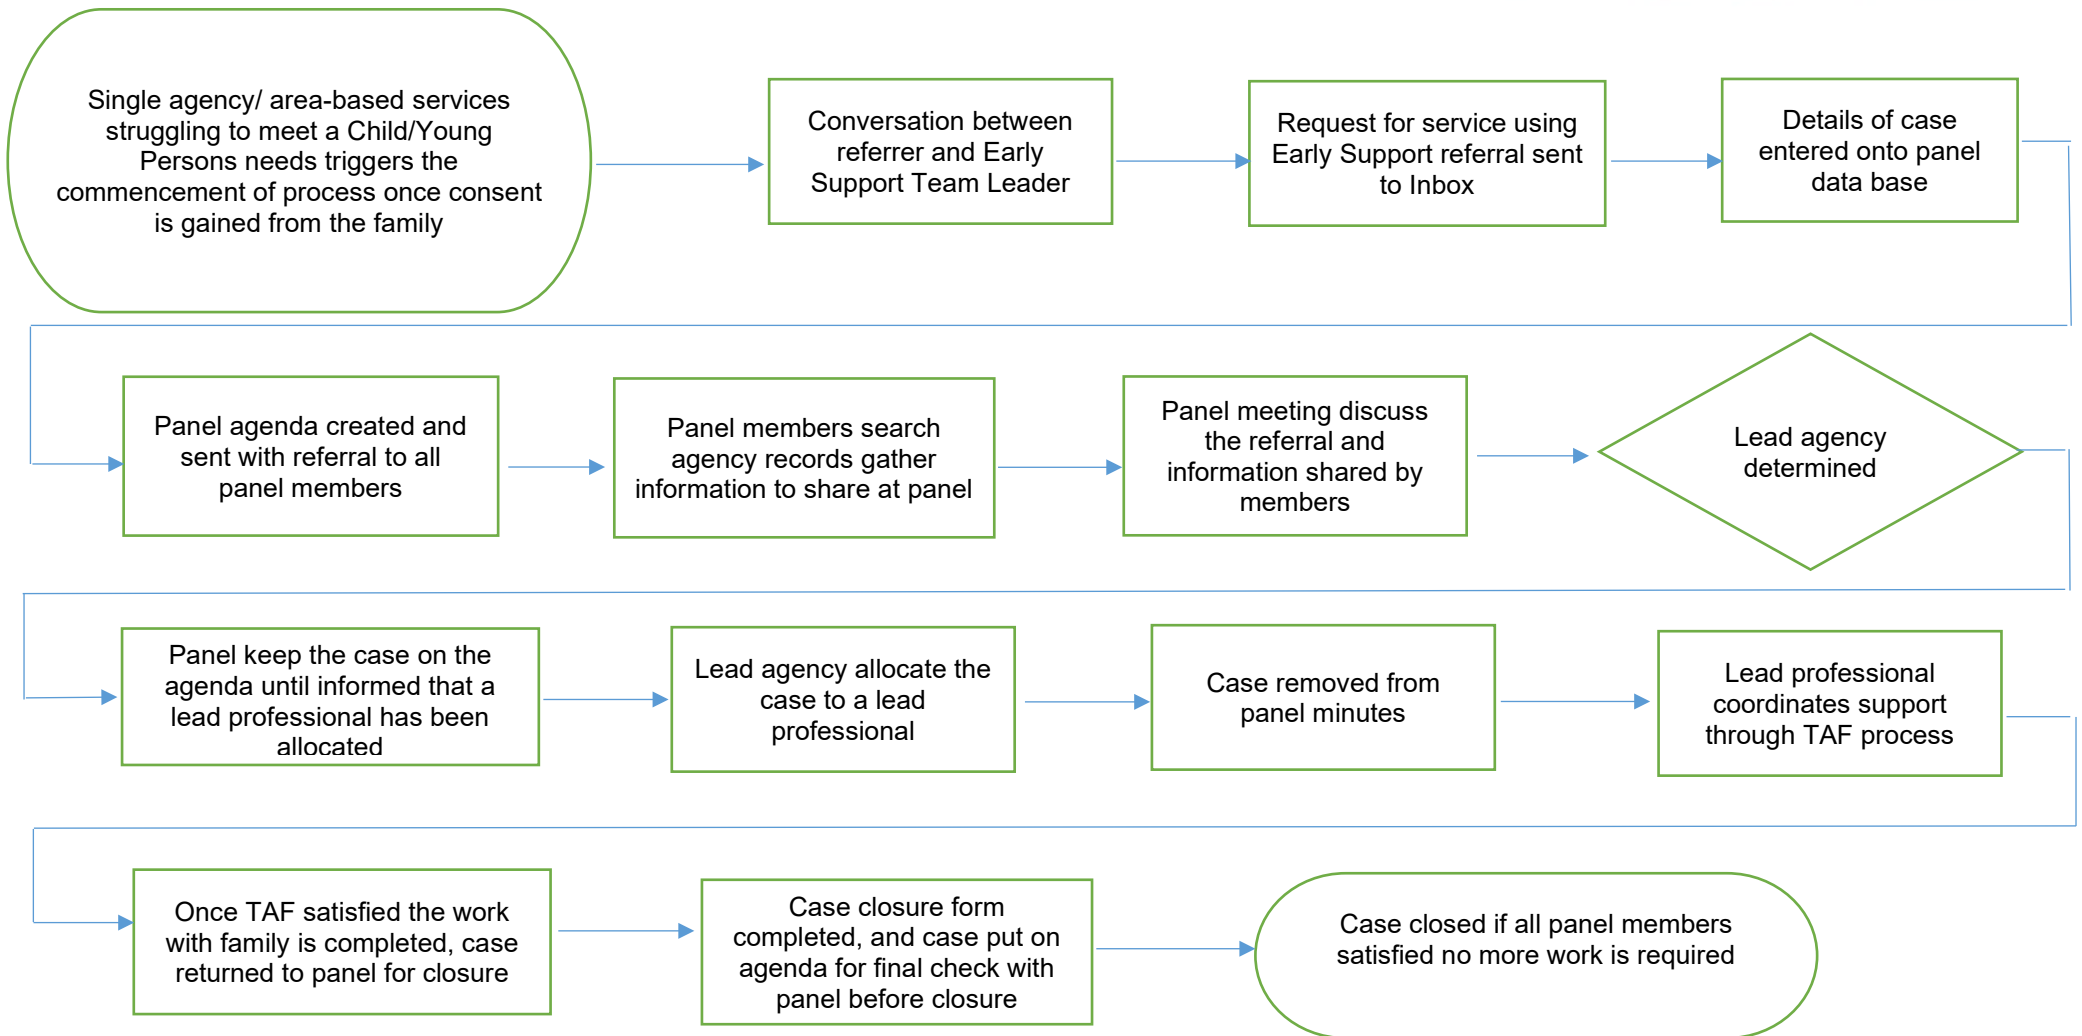 Single agency/ area-based services
struggling to meet a Child/Young
Persons needs triggers the
commencement of process once consent
is gained from the family
Conversation between
referrer and Early
Support Team Leader
Request for service using
Early Support referral sent
to Inbox
Details of case
entered onto panel
data base
Panel agenda created and
sent with referral to all
panel members
Panel members search
agency records gather
information to share at panel
Panel meeting discuss
the referral and
information shared by
members
Lead agency
determined
Panel keep the case on the
agenda until informed that a
lead professional has been
allocated
Lead agency allocate the
case to a lead
professional
Case removed from
panel minutes
Lead professional
coordinates support
through TAF process
Once TAF satisfied the work
with family is completed, case
returned to panel for closure
Case closure form
completed, and case put on
agenda for final check with
panel before closure
Case closed if all panel members
satisfied no more work is required